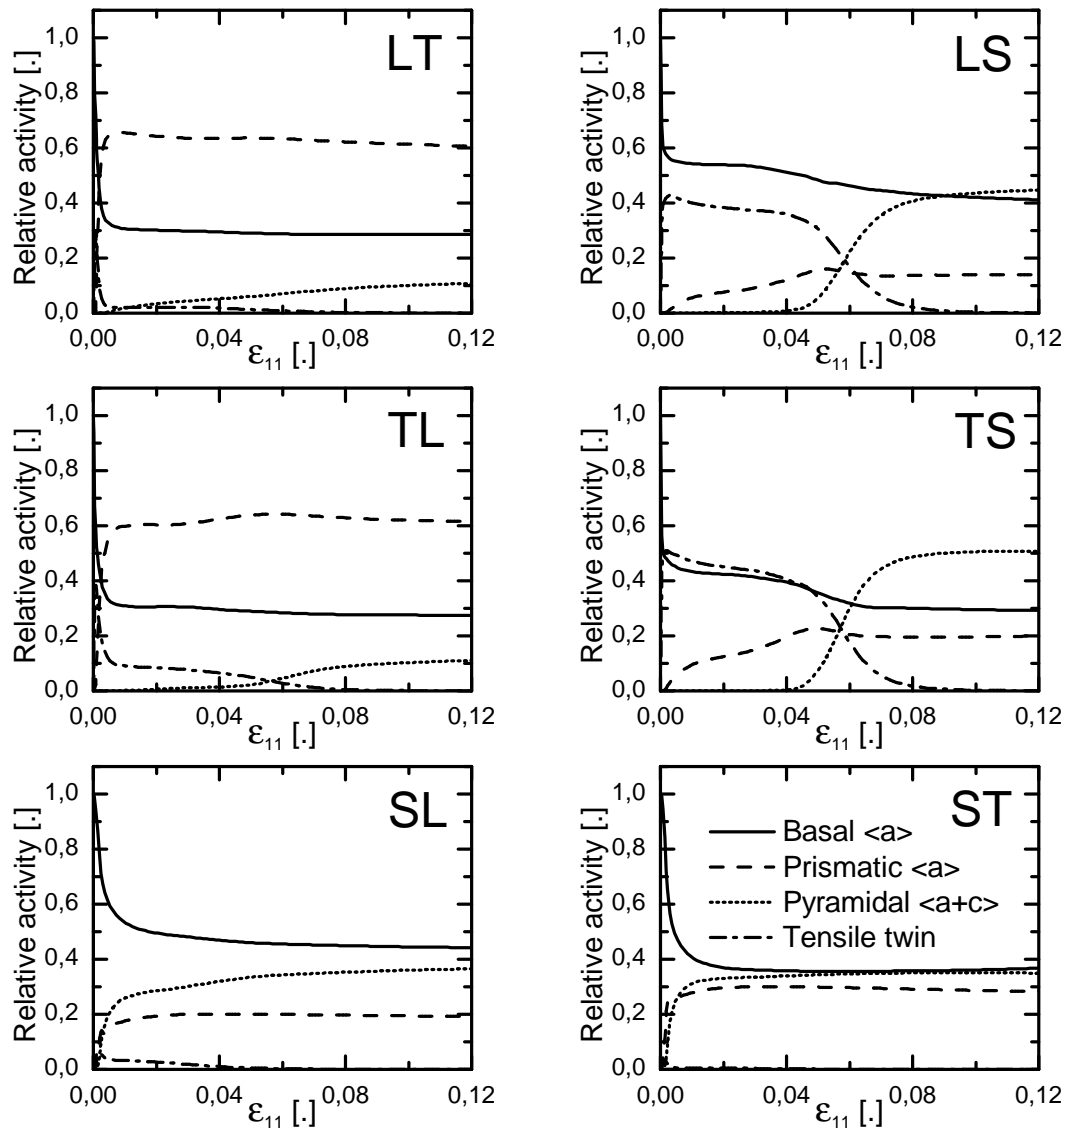 LT
Relative activity [.]
1,0
0,8
0,6
0,4
0,2
0,0
0,00 0,04 0,08 0,12
ε11 [.]
LS
Relative activity [.]
1,0
0,8
0,6
0,4
0,2
0,0
0,00 0,04 0,08 0,12
ε11 [.]
TL
Relative activity [.]
1,0
0,8
0,6
0,4
0,2
0,0
0,00 0,04 0,08 0,12
ε11 [.]
TS
Relative activity [.]
1,0
0,8
0,6
0,4
0,2
0,0
0,00 0,04 0,08 0,12
ε11 [.]
SL
Relative activity [.]
1,0
0,8
0,6
0,4
0,2
0,0
0,00 0,04 0,08 0,12
ε11 [.]
ST
Relative activity [.]
1,0
0,8
0,6
0,4
0,2
0,0
Basal <a>
Prismatic <a>
Pyramidal <a+c>
Tensile twin
0,00 0,04 0,08 0,12
ε11 [.]